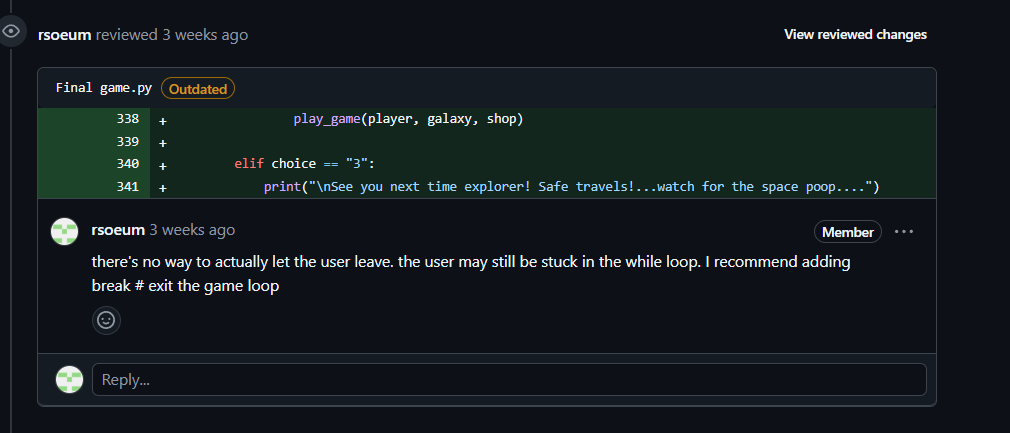 rsoeum reviewed 3 weeks ago View reviewed changes
Final game.py Outdated
338 + play_game(player, galaxy, shop)
339 +
340 + elif choice == "3":
341 + print("\nSee you next time explorer! Safe travels!...watch for the space poop....")
rsoeum 3 weeks ago Member
there's no way to actually let the user leave. the user may still be stuck in the while loop. I recommend adding
break # exit the game loop
Reply...